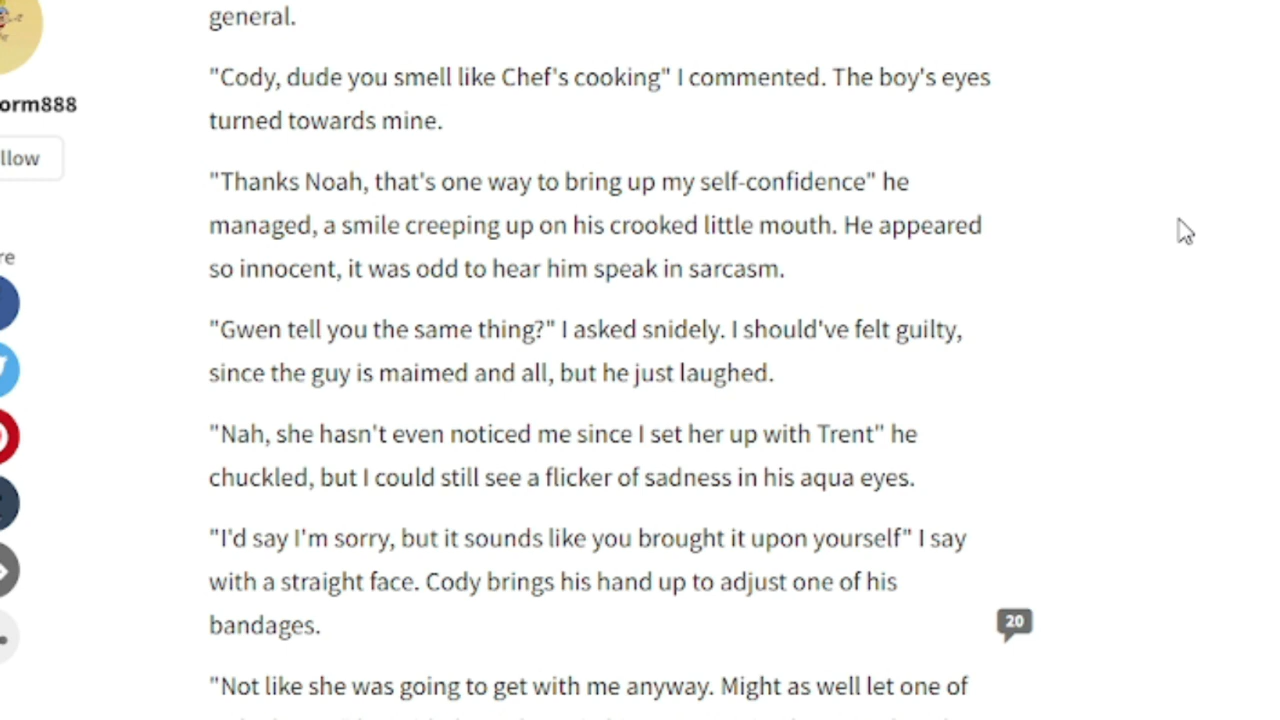 general.
orm888
"Cody, dude you smell like Chef's cooking" I commented. The boy's eyes
turned towards mine.
llow
"Thanks Noah, that's one way to bring up my self-confidence" he
managed, a smile creeping up on his crooked little mouth. He appeared
so innocent, it was odd to hear him speak in sarcasm.
re
"Gwen tell you the same thing?" I asked snidely. I should've felt guilty,
since the guy is maimed and all, but he just laughed.
"Nah, she hasn't even noticed me since I set her up with Trent" he
chuckled, but I could still see a flicker of sadness in his aqua eyes.
"I'd say I'm sorry, but it sounds like you brought it upon yourself" I say
with a straight face. Cody brings his hand up to adjust one of his
bandages.
20
"Not like she was going to get with me anyway. Might as well let one of